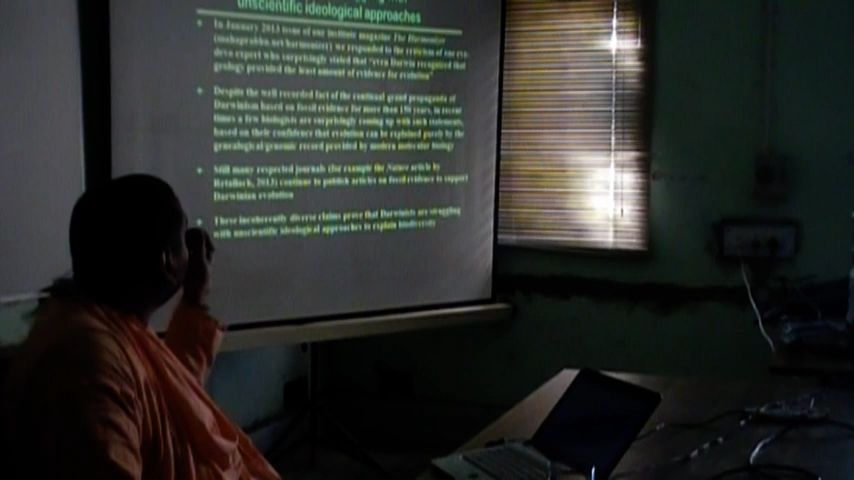 unscientific ideological approaches
In January 2013 issue of our institute magazine The Harmonizer
we responded to the criticism of one evo-
devo expert who surprisingly stated that "even Darwin recognized that
geology provided the least amount of evidence for evolution"
Despite the well recorded fact of the continual grand propaganda of
Darwinism based on fossil evidence for more than 150 years, in recent
times a few biologists are surprisingly coming up with such statements,
based on their confidence that evolution can be explained purely by the
genealogical/genomic record provided by modern molecular biology
Still many respected journals (for example the Nature article by
Retallack, 2013) continue to publish articles on fossil evidence to support
Darwinian evolution
These incoherently diverse claims prove that Darwinists are struggling
with unscientific ideological approaches to explain biodiversity